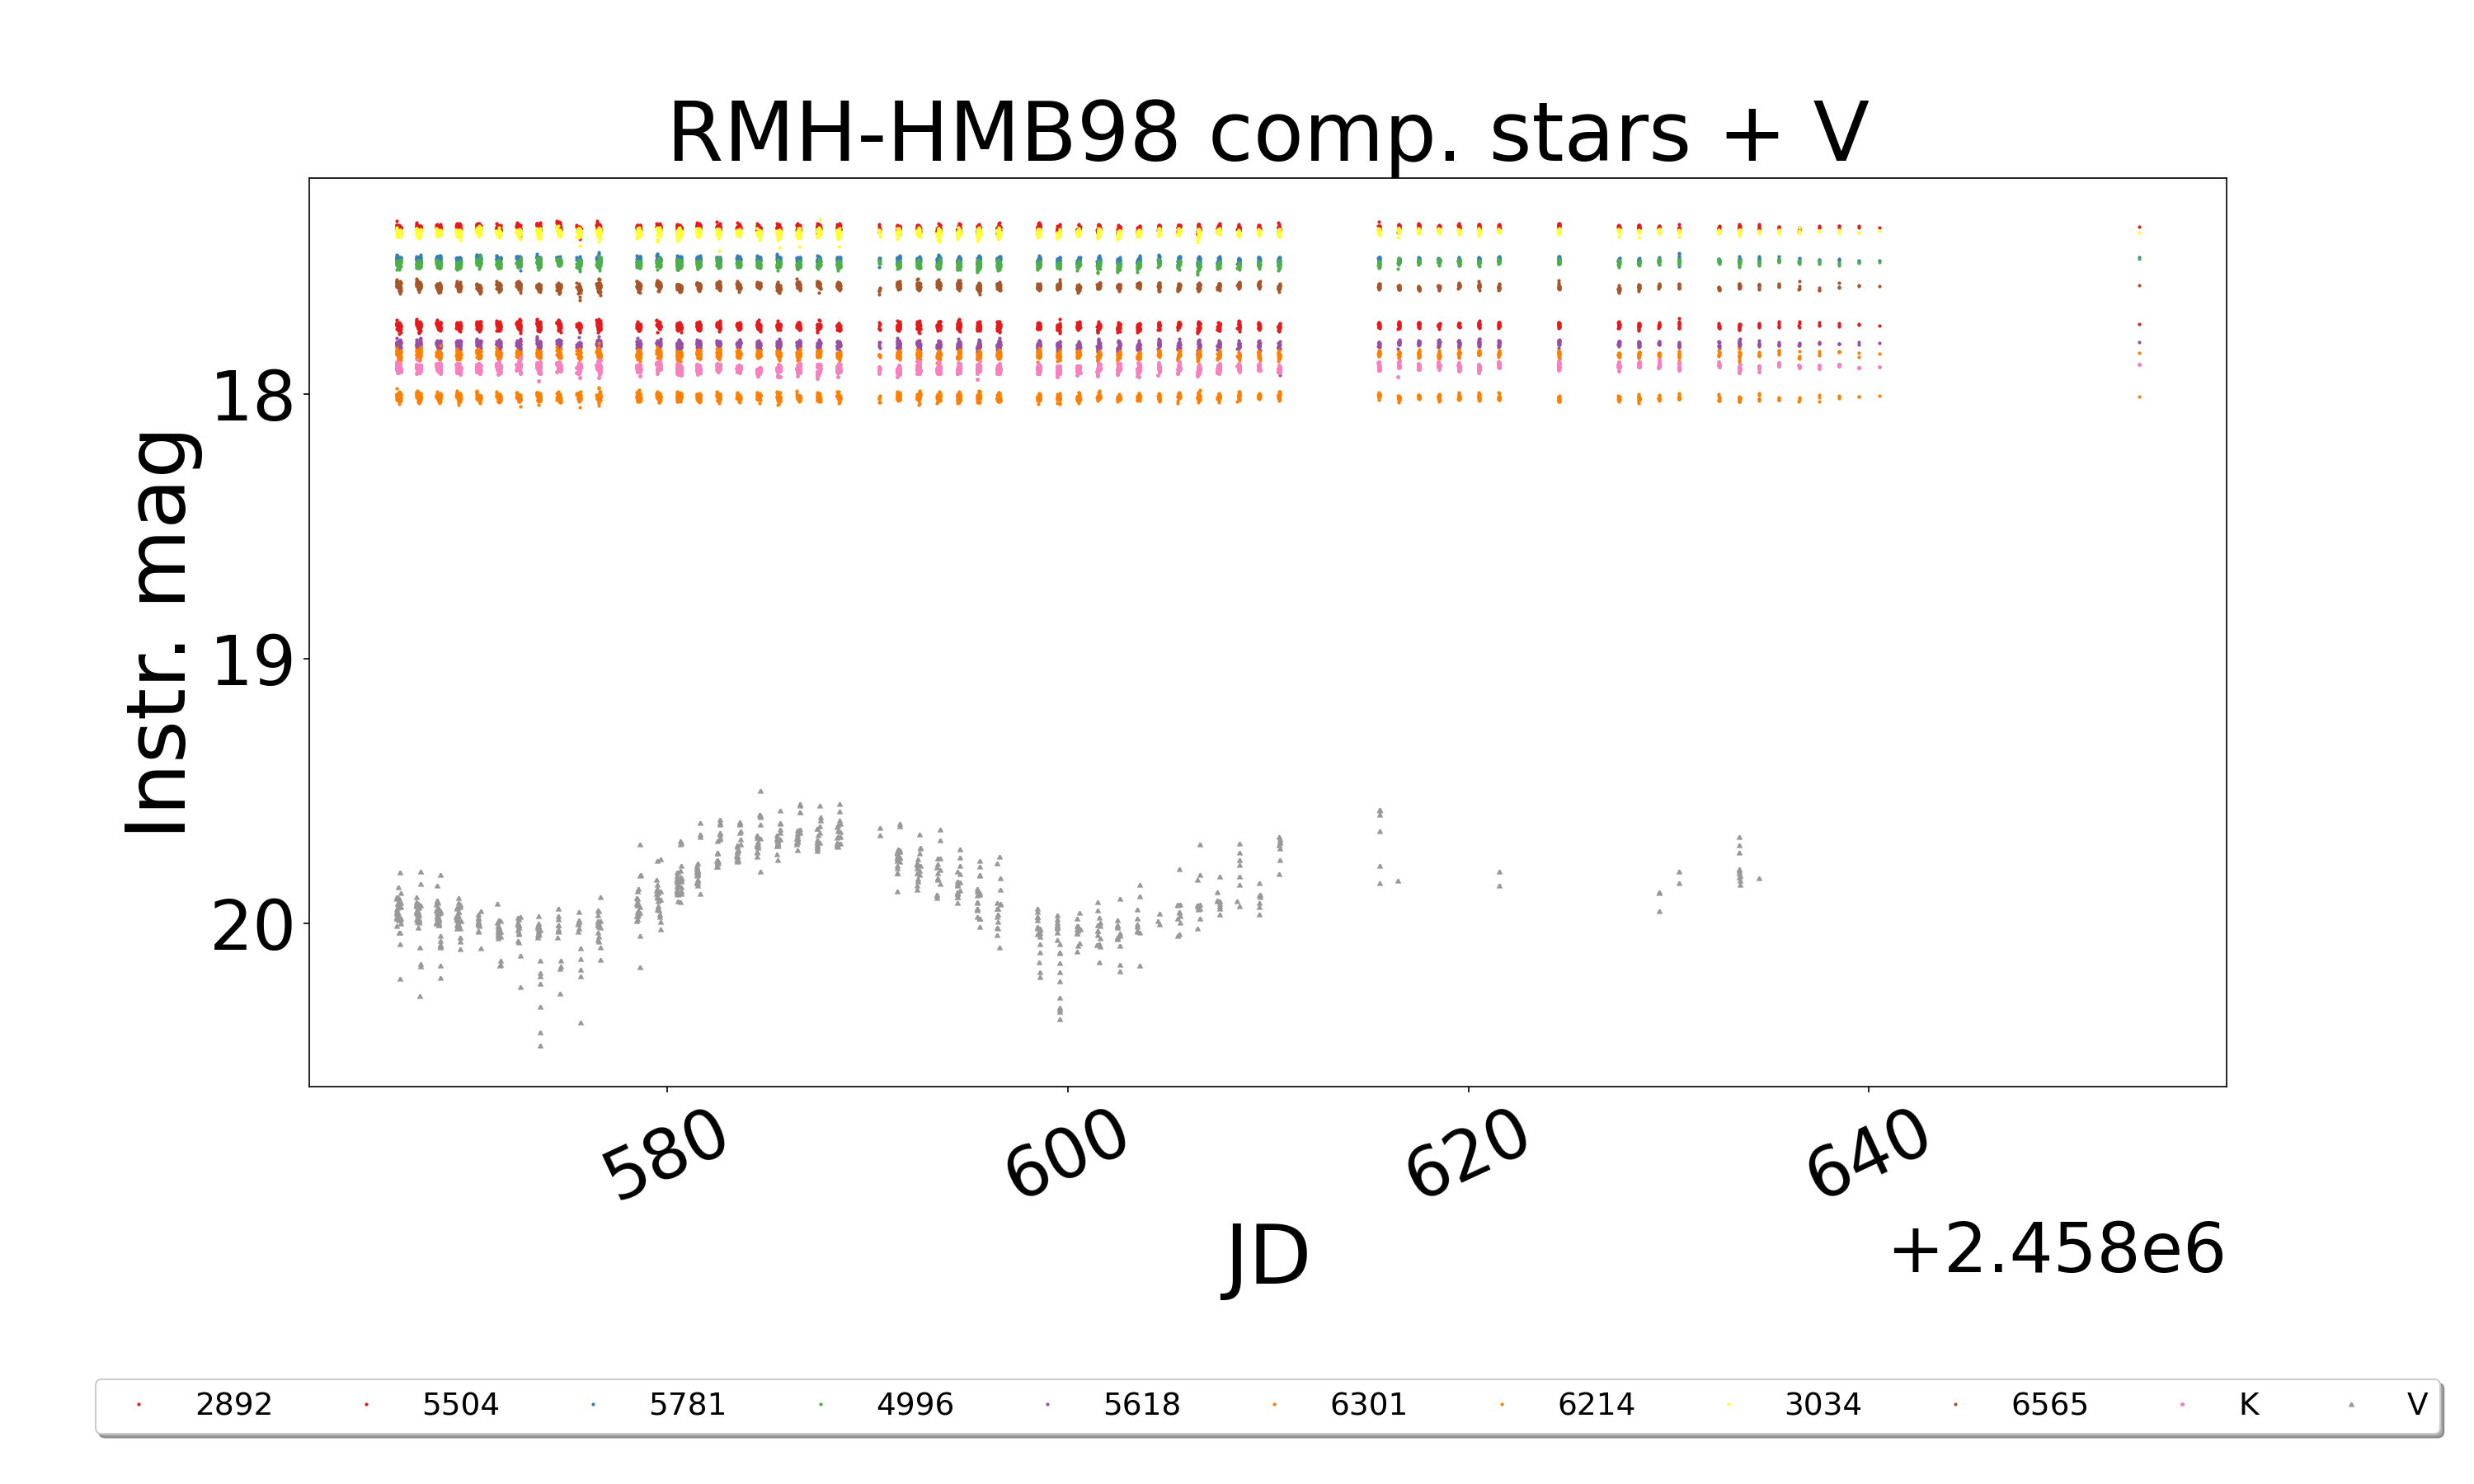 RMH-HMB98 comp. stars + V
Instr. mag
18
19
20
580 600 620 640
JD
+2.458e6
2892 5504 5781 4996 5618 6301 6214 3034 6565 K V